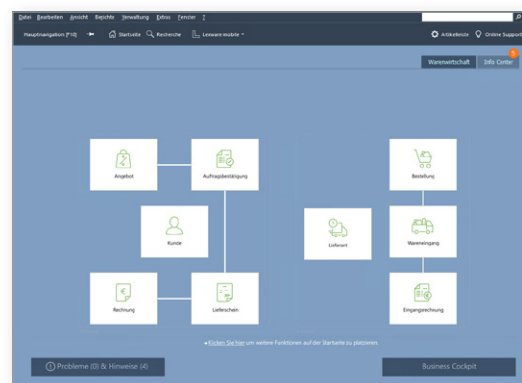 Datei Bearbeiten Ansicht Berichte Verwaltung Extras Fenster ?
Hauptnavigation [F10] Startseite Recherche Lexware mobile Artikelliste Online Support
5
Warenwirtschaft Info Center
Angebot Auftragsbestätigung Bestellung
Kunde Lieferant Wareneingang
Rechnung Lieferschein Eingangsrechnung
Klicken Sie hier um weitere Funktionen auf der Startseite zu platzieren.
Probleme (0) & Hinweise (4) Business Cockpit